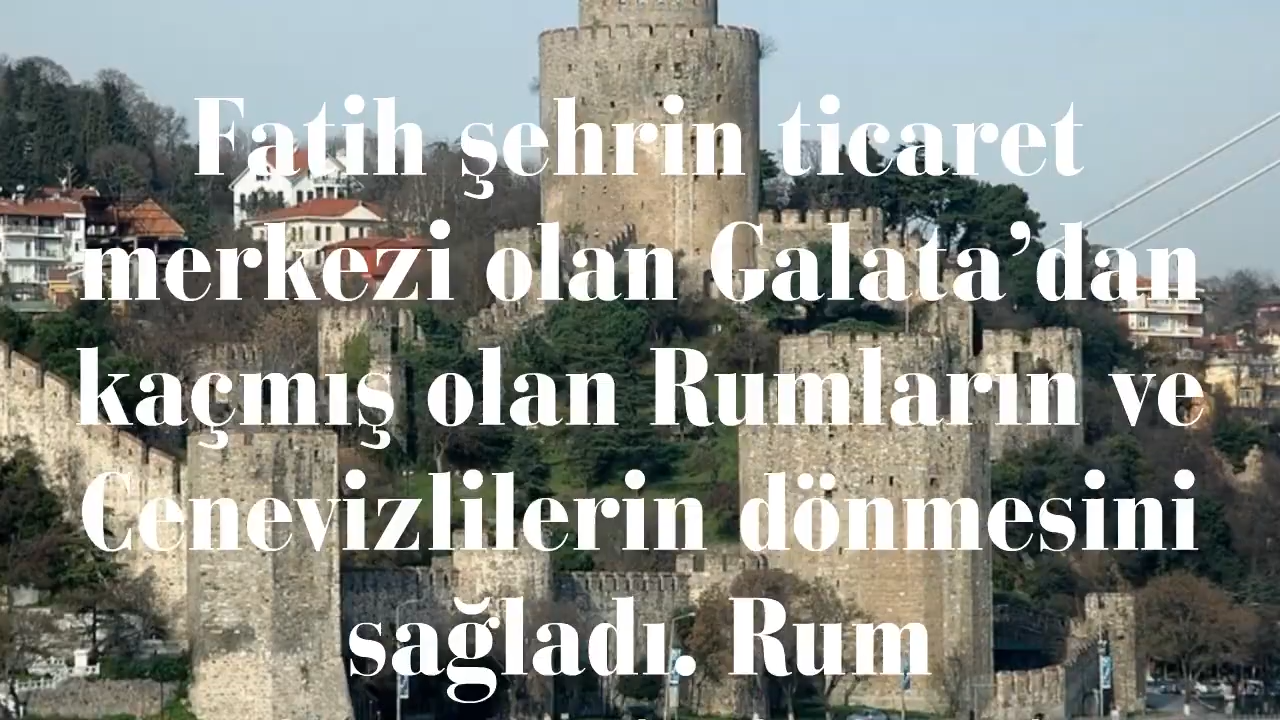 Fatih şehrin ticaret
merkezi olan Galata’dan
kaçmış olan Rumların ve
Cenevizlilerin dönmesini
sağladı. Rum